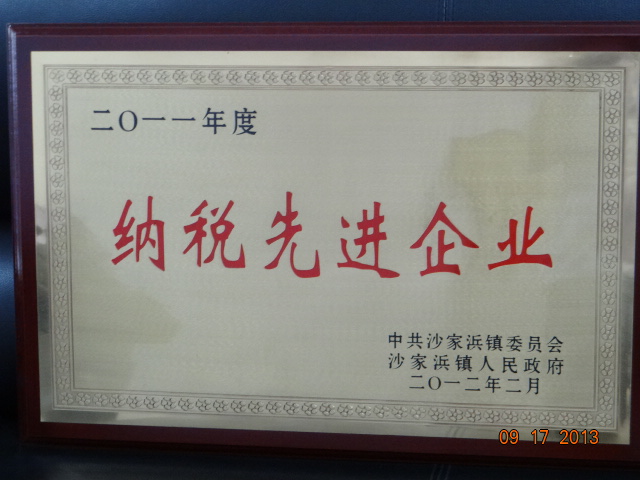 二〇一一年度
纳税先进企业
中共沙家浜镇委员会
沙家浜镇人民政府
二〇一二年二月
09 17 2013